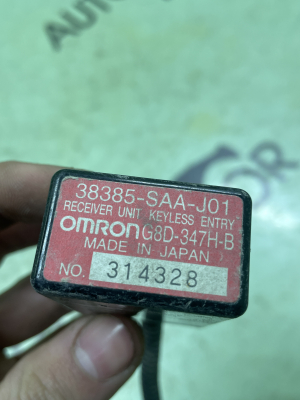 38385-SAA-J01
RECEIVER UNIT KEYLESS ENTRY
OMRON G8D-347H-B
MADE IN JAPAN
NO. 314328